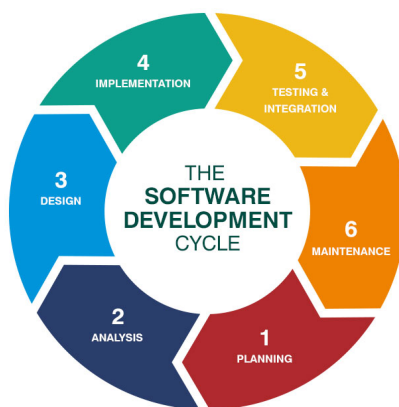 THE
SOFTWARE
DEVELOPMENT
CYCLE
1
PLANNING
2
ANALYSIS
3
DESIGN
4
IMPLEMENTATION
5
TESTING &
INTEGRATION
6
MAINTENANCE